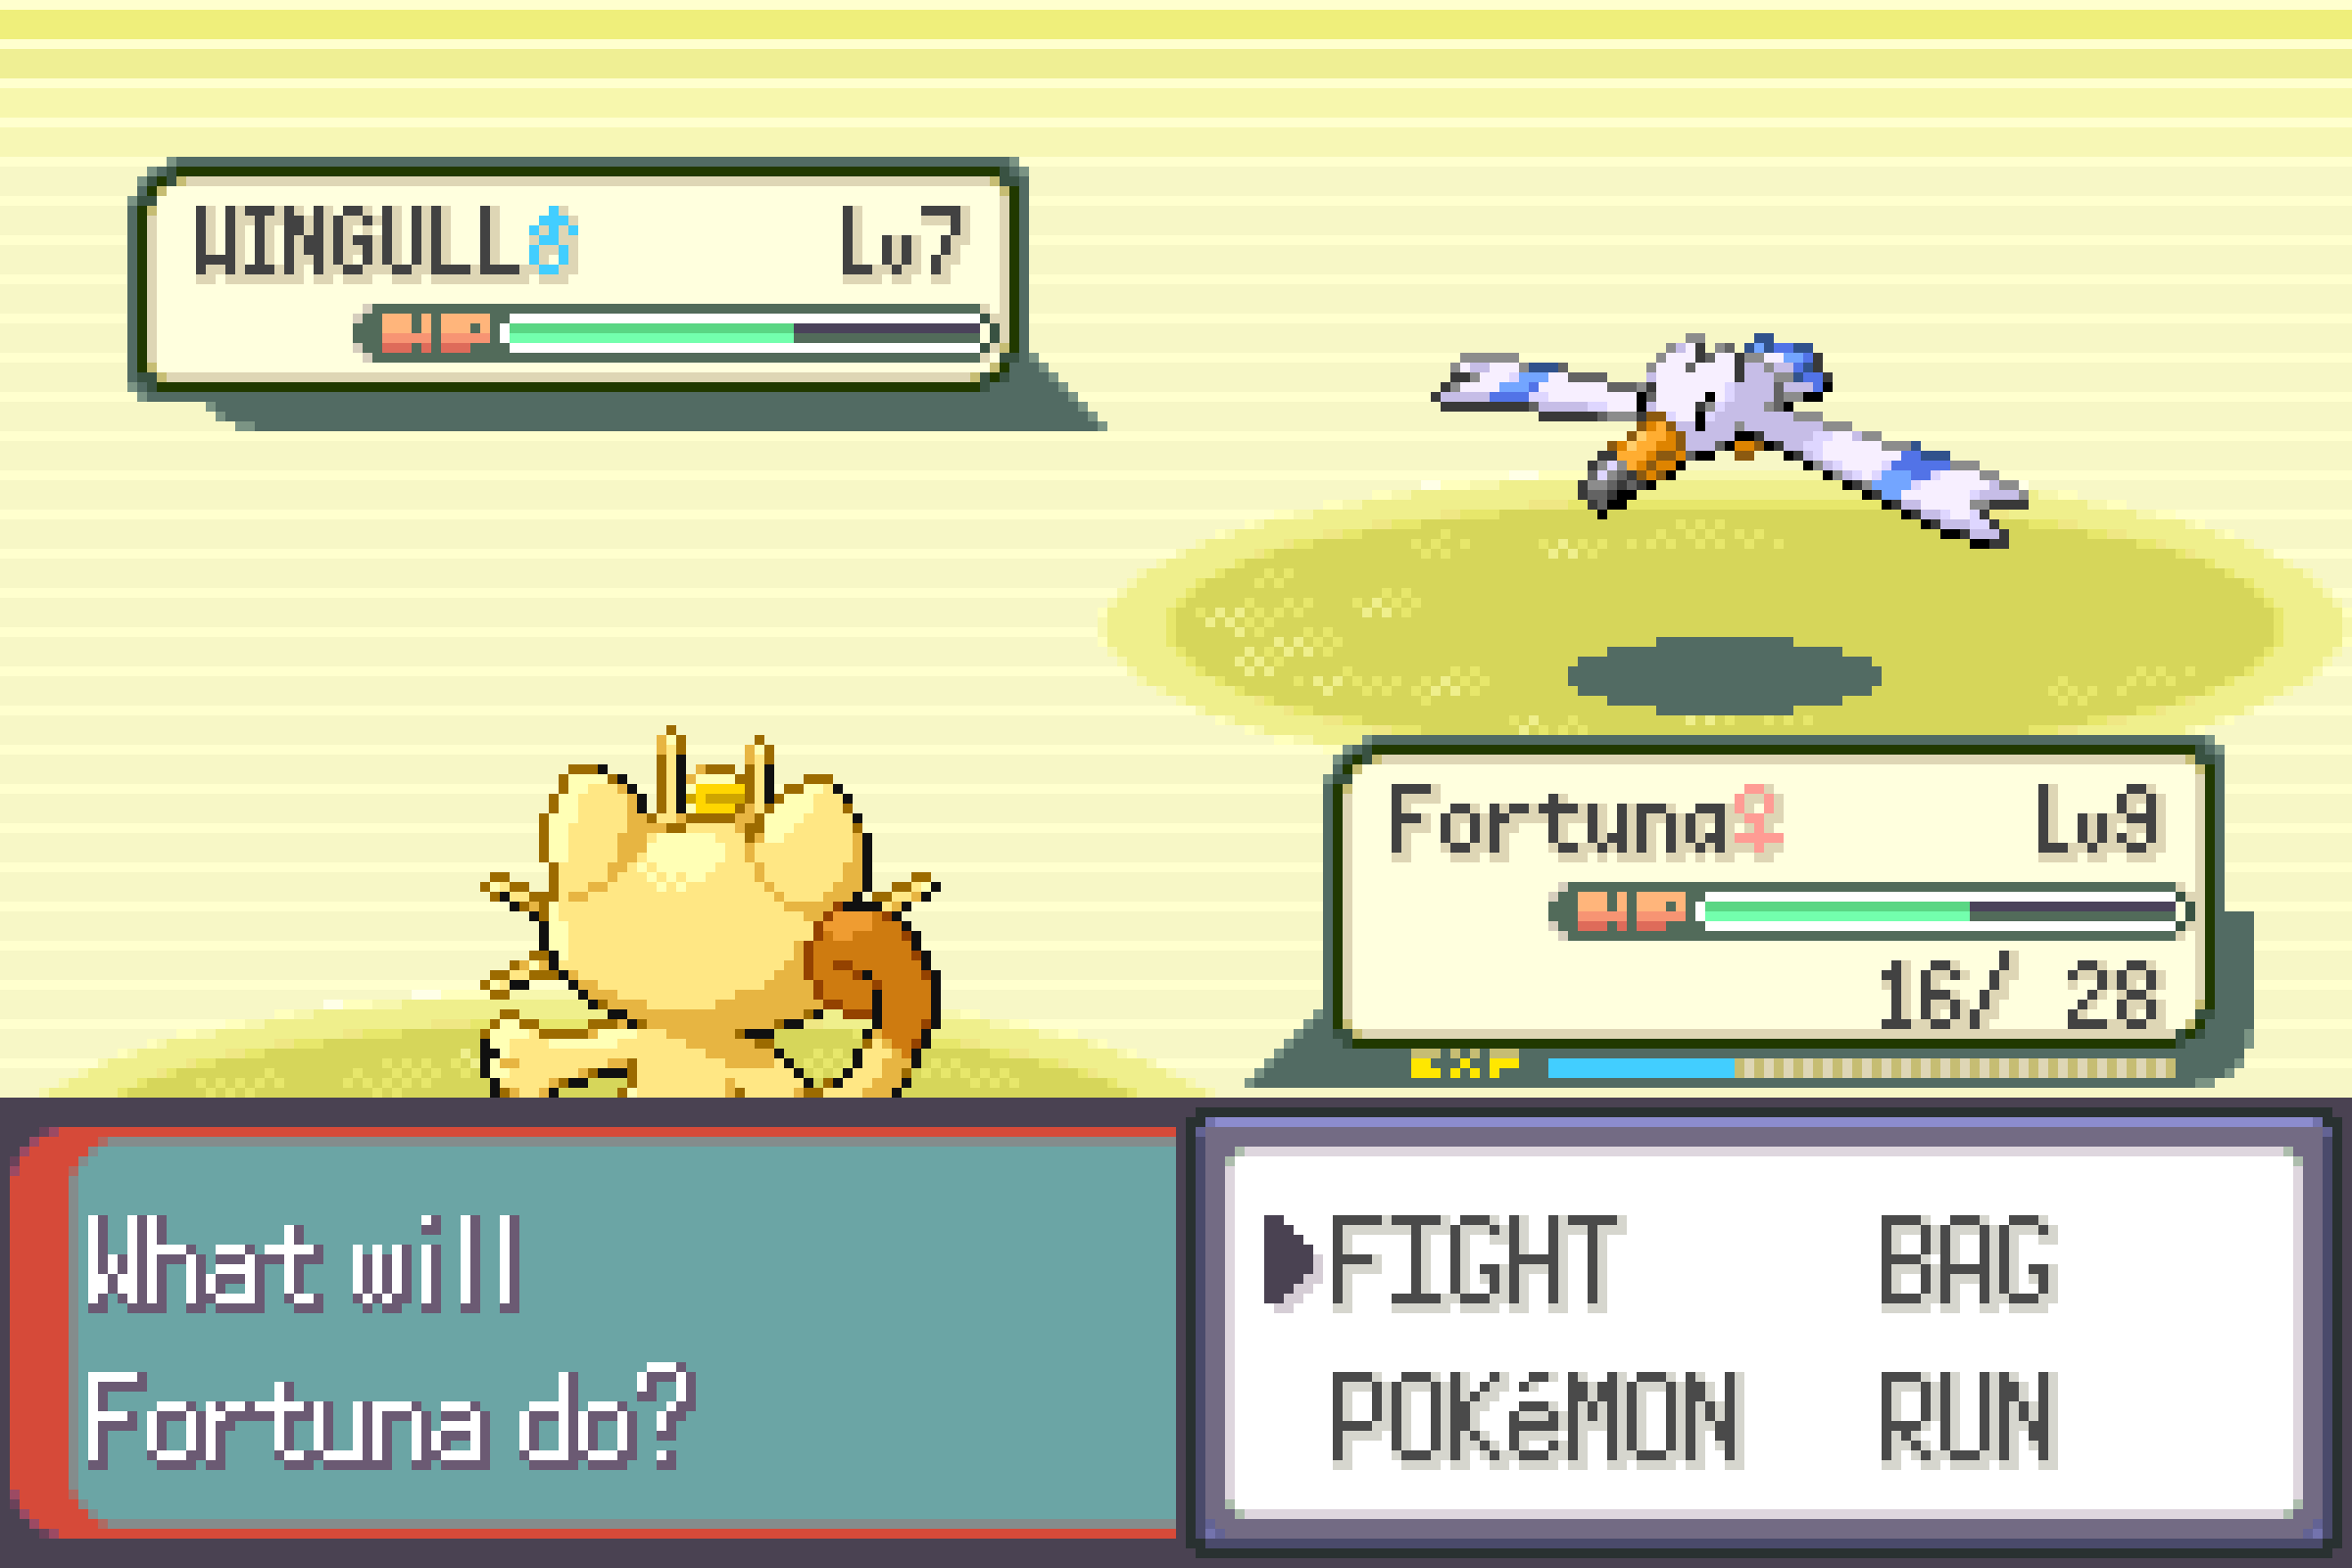 WINGULL♂ Lv7
HP
Fortuna♀ Lv9
HP
16/ 28
EXP
What will
Fortuna do?
▶FIGHT BAG
POKéMON RUN